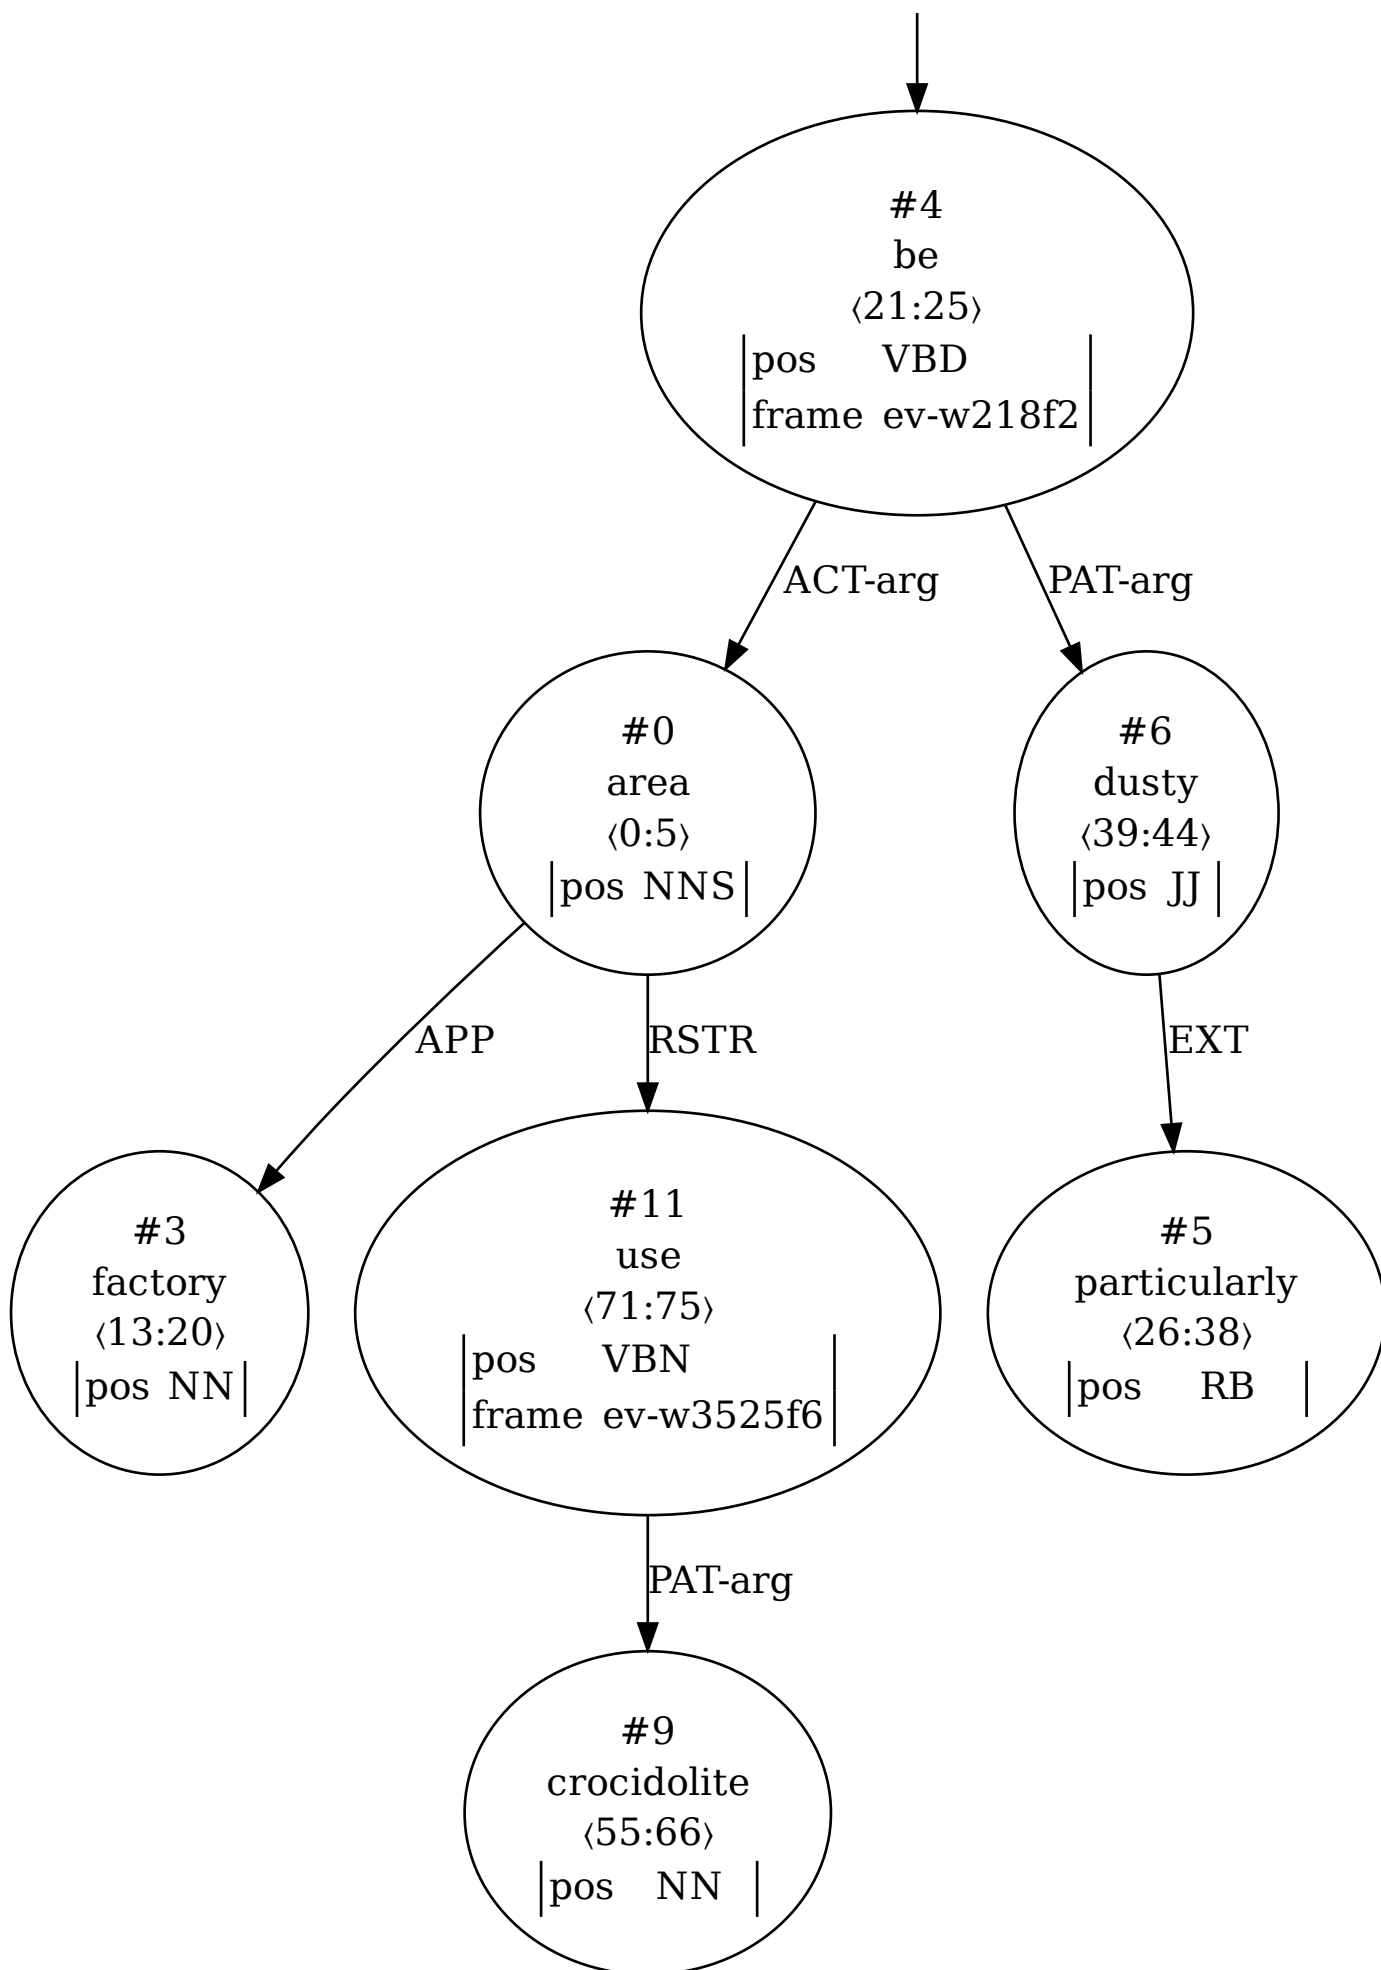 #4
be
⟨21:25⟩
pos VBD
frame ev-w218f2
ACT-arg
PAT-arg
#0
area
⟨0:5⟩
pos NNS
#6
dusty
⟨39:44⟩
pos JJ
APP
RSTR
EXT
#3
factory
⟨13:20⟩
pos NN
#11
use
⟨71:75⟩
pos VBN
frame ev-w3525f6
#5
particularly
⟨26:38⟩
pos RB
PAT-arg
#9
crocidolite
⟨55:66⟩
pos NN